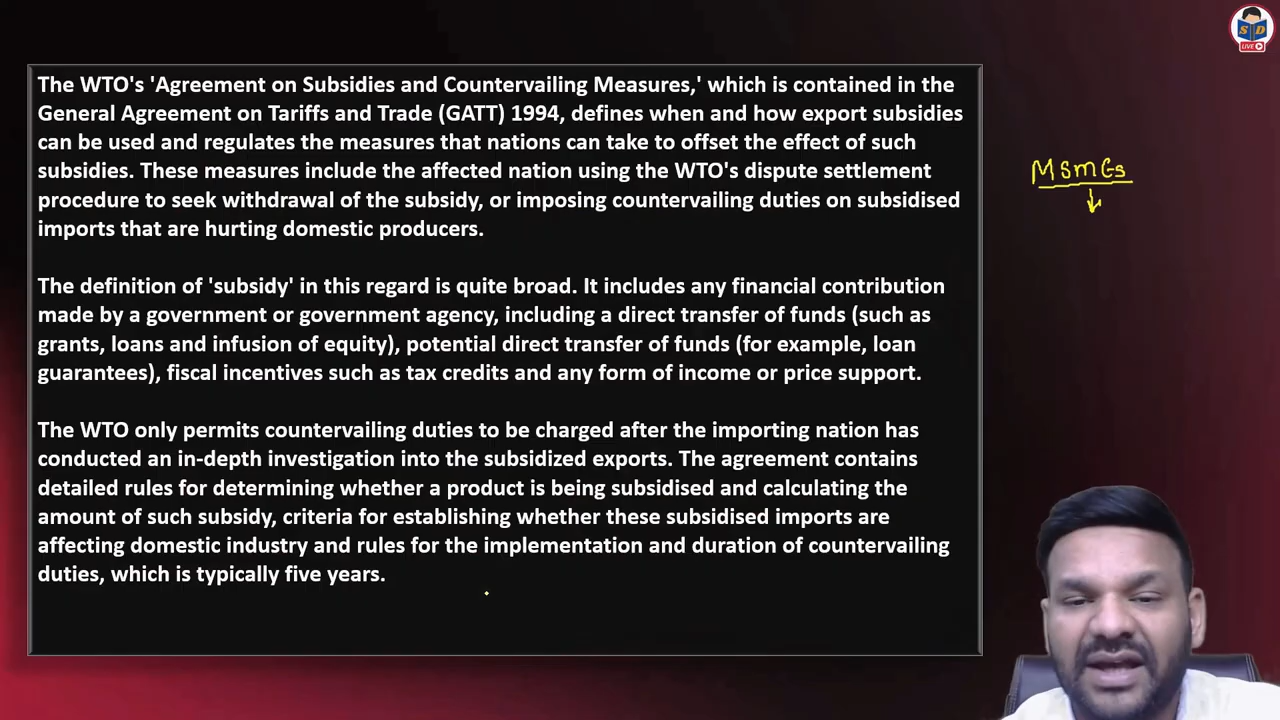 The WTO's 'Agreement on Subsidies and Countervailing Measures,' which is contained in the
General Agreement on Tariffs and Trade (GATT) 1994, defines when and how export subsidies
can be used and regulates the measures that nations can take to offset the effect of such
subsidies. These measures include the affected nation using the WTO's dispute settlement
procedure to seek withdrawal of the subsidy, or imposing countervailing duties on subsidised
imports that are hurting domestic producers.
The definition of 'subsidy' in this regard is quite broad. It includes any financial contribution
made by a government or government agency, including a direct transfer of funds (such as
grants, loans and infusion of equity), potential direct transfer of funds (for example, loan
guarantees), fiscal incentives such as tax credits and any form of income or price support.
The WTO only permits countervailing duties to be charged after the importing nation has
conducted an in-depth investigation into the subsidized exports. The agreement contains
detailed rules for determining whether a product is being subsidised and calculating the
amount of such subsidy, criteria for establishing whether these subsidised imports are
affecting domestic industry and rules for the implementation and duration of countervailing
duties, which is typically five years.
MSMEs
S D
LIVE